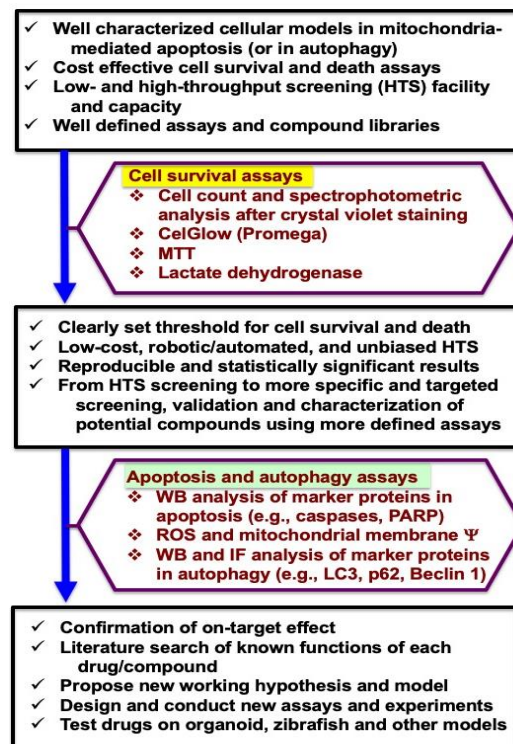 ✓ Well characterized cellular models in mitochondria-
mediated apoptosis (or in autophagy)
✓ Cost effective cell survival and death assays
✓ Low- and high-throughput screening (HTS) facility
and capacity
✓ Well defined assays and compound libraries
Cell survival assays
❖ Cell count and spectrophotometric
analysis after crystal violet staining
❖ CelGlow (Promega)
❖ MTT
❖ Lactate dehydrogenase
✓ Clearly set threshold for cell survival and death
✓ Low-cost, robotic/automated, and unbiased HTS
✓ Reproducible and statistically significant results
✓ From HTS screening to more specific and targeted
screening, validation and characterization of
potential compounds using more defined assays
Apoptosis and autophagy assays
❖ WB analysis of marker proteins in
apoptosis (e.g., caspases, PARP)
❖ ROS and mitochondrial membrane Ψ
❖ WB and IF analysis of marker proteins
in autophagy (e.g., LC3, p62, Beclin 1)
✓ Confirmation of on-target effect
✓ Literature search of known functions of each
drug/compound
✓ Propose new working hypothesis and model
✓ Design and conduct new assays and experiments
✓ Test drugs on organoid, zibrafish and other models